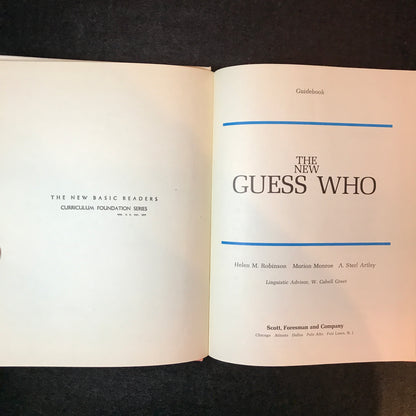 THE NEW BASIC READERS
CURRICULUM FOUNDATION SERIES
Guidebook
THE
NEW
GUESS WHO
Helen M. Robinson Marion Monroe A. Sterl Artley
Linguistic Advisor, W. Cabell Greet
Scott, Foresman and Company
Chicago Atlanta Dallas Palo Alto Fair Lawn, N.J.